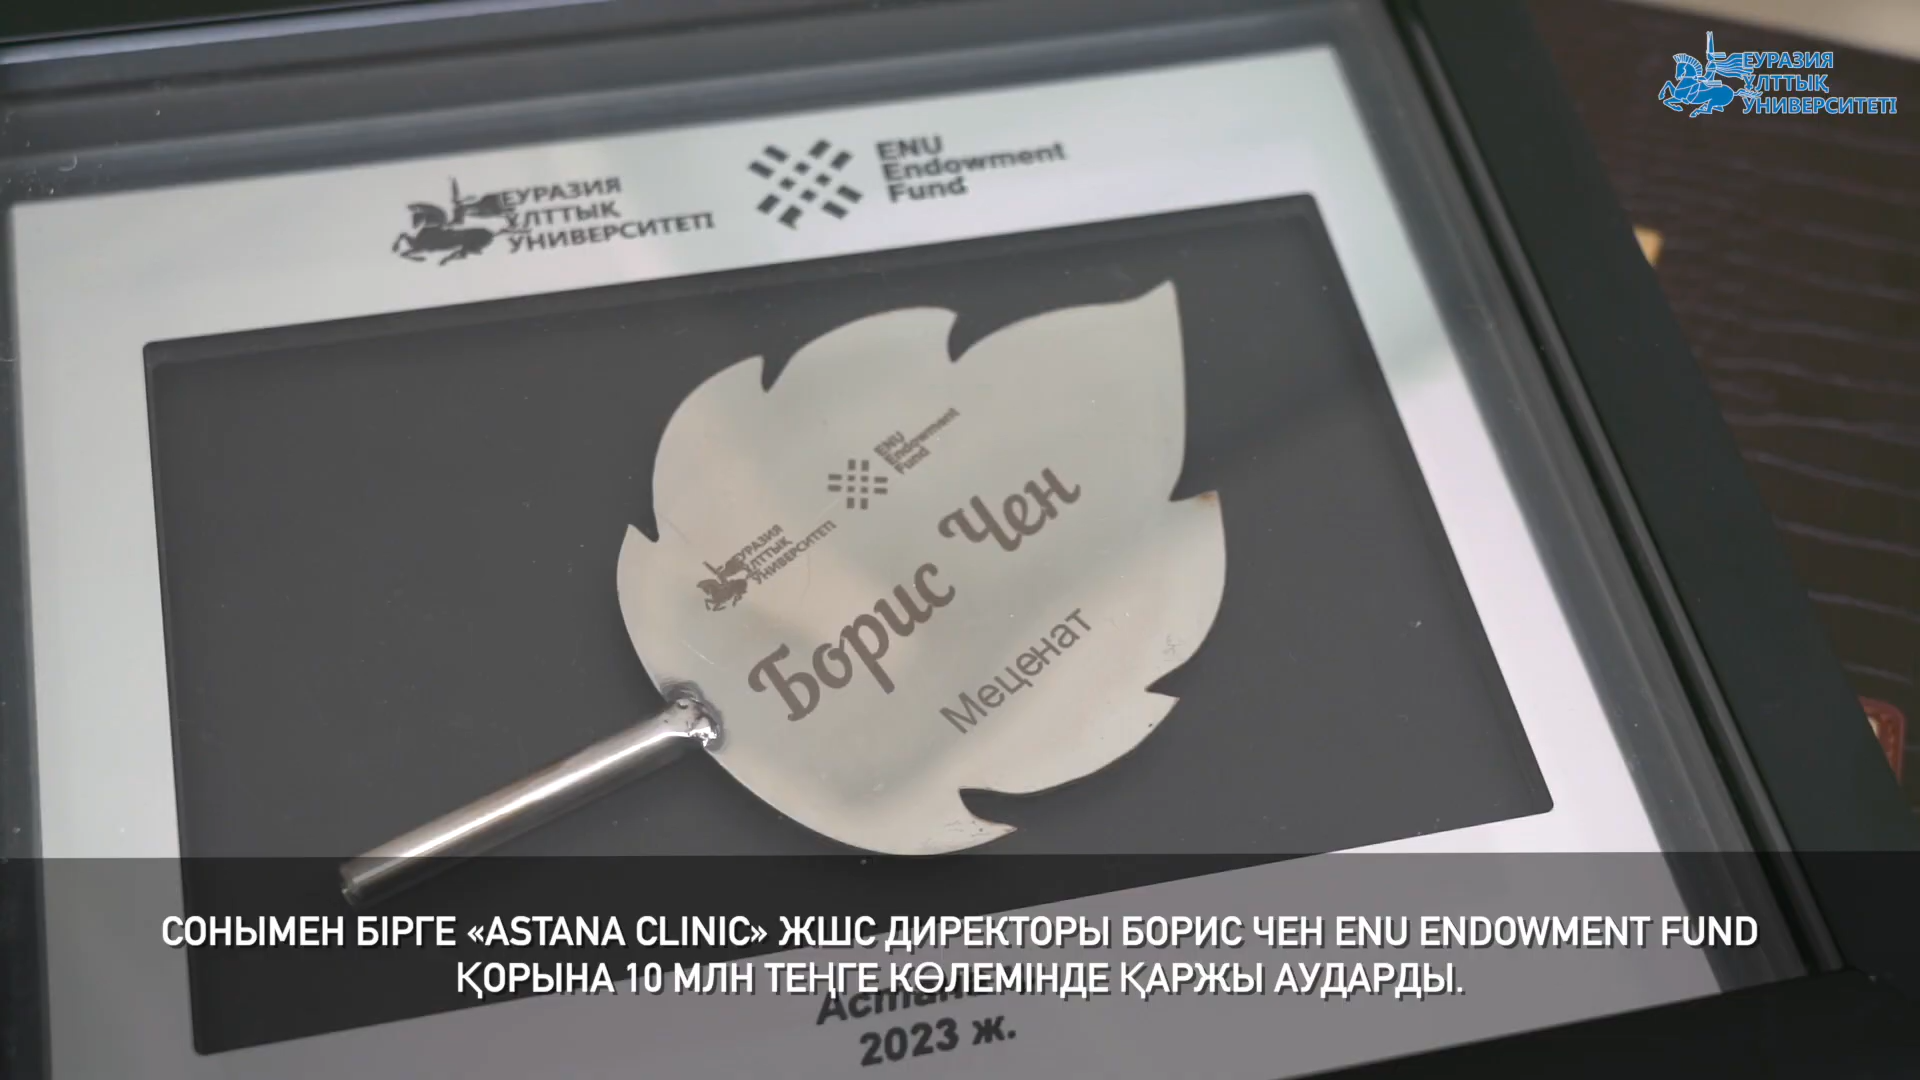 ЕУРАЗИЯ
ҰЛТТЫҚ
УНИВЕРСИТЕТІ
ЕУРАЗИЯ
ҰЛТТЫҚ
УНИВЕРСИТЕТІ
ENU
Endowment
Fund
ENU
Endowment
Fund
ЕУРАЗИЯ
ҰЛТТЫҚ
УНИВЕРСИТЕТІ
Борис Чен
Меценат
СОНЫМЕН БІРГЕ «ASTANA CLINIC» ЖШС ДИРЕКТОРЫ БОРИС ЧЕН ENU ENDOWMENT FUND
ҚОРЫНА 10 МЛН ТЕҢГЕ КӨЛЕМІНДЕ ҚАРЖЫ АУДАРДЫ.
2023 ж.